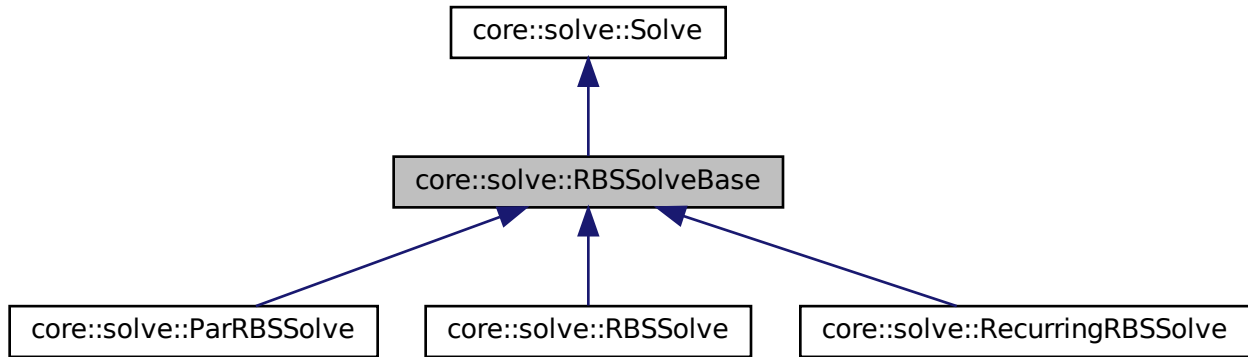 core::solve::Solve
core::solve::RBSSolveBase
core::solve::ParRBSSolve
core::solve::RBSSolve
core::solve::RecurringRBSSolve